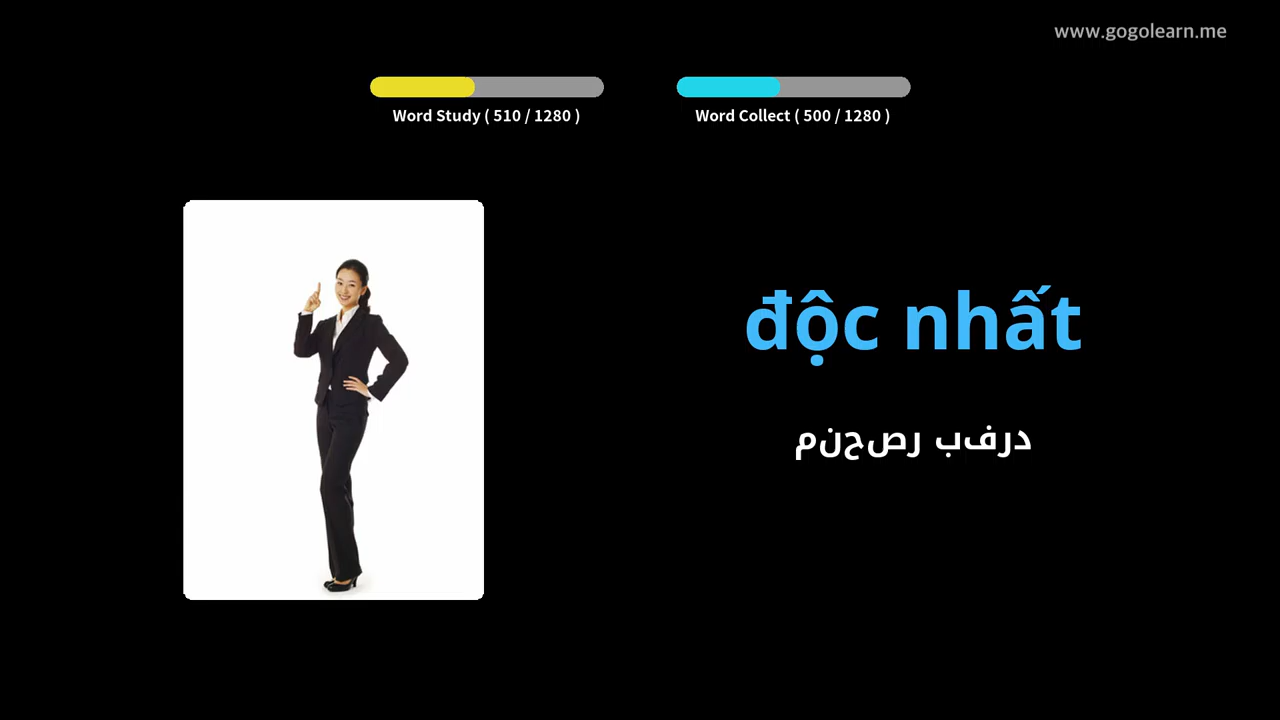 www.gogolearn.me
Word Study ( 510 / 1280 )
Word Collect ( 500 / 1280 )
độc nhất
درفب رصحنم